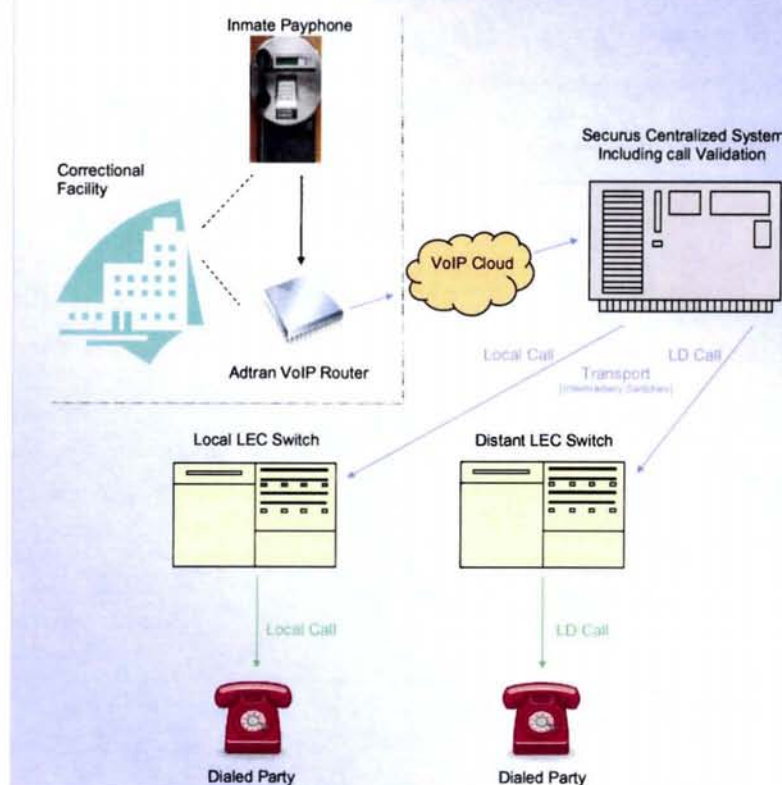 Inmate Payphone
Securus Centralized System
Including call Validation
Correctional
Facility
VoIP Cloud
Adtran VoIP Router
Local Call
LD Call
Transport
Local LEC Switch
Distant LEC Switch
Local Call
LD Call
Dialed Party
Dialed Party